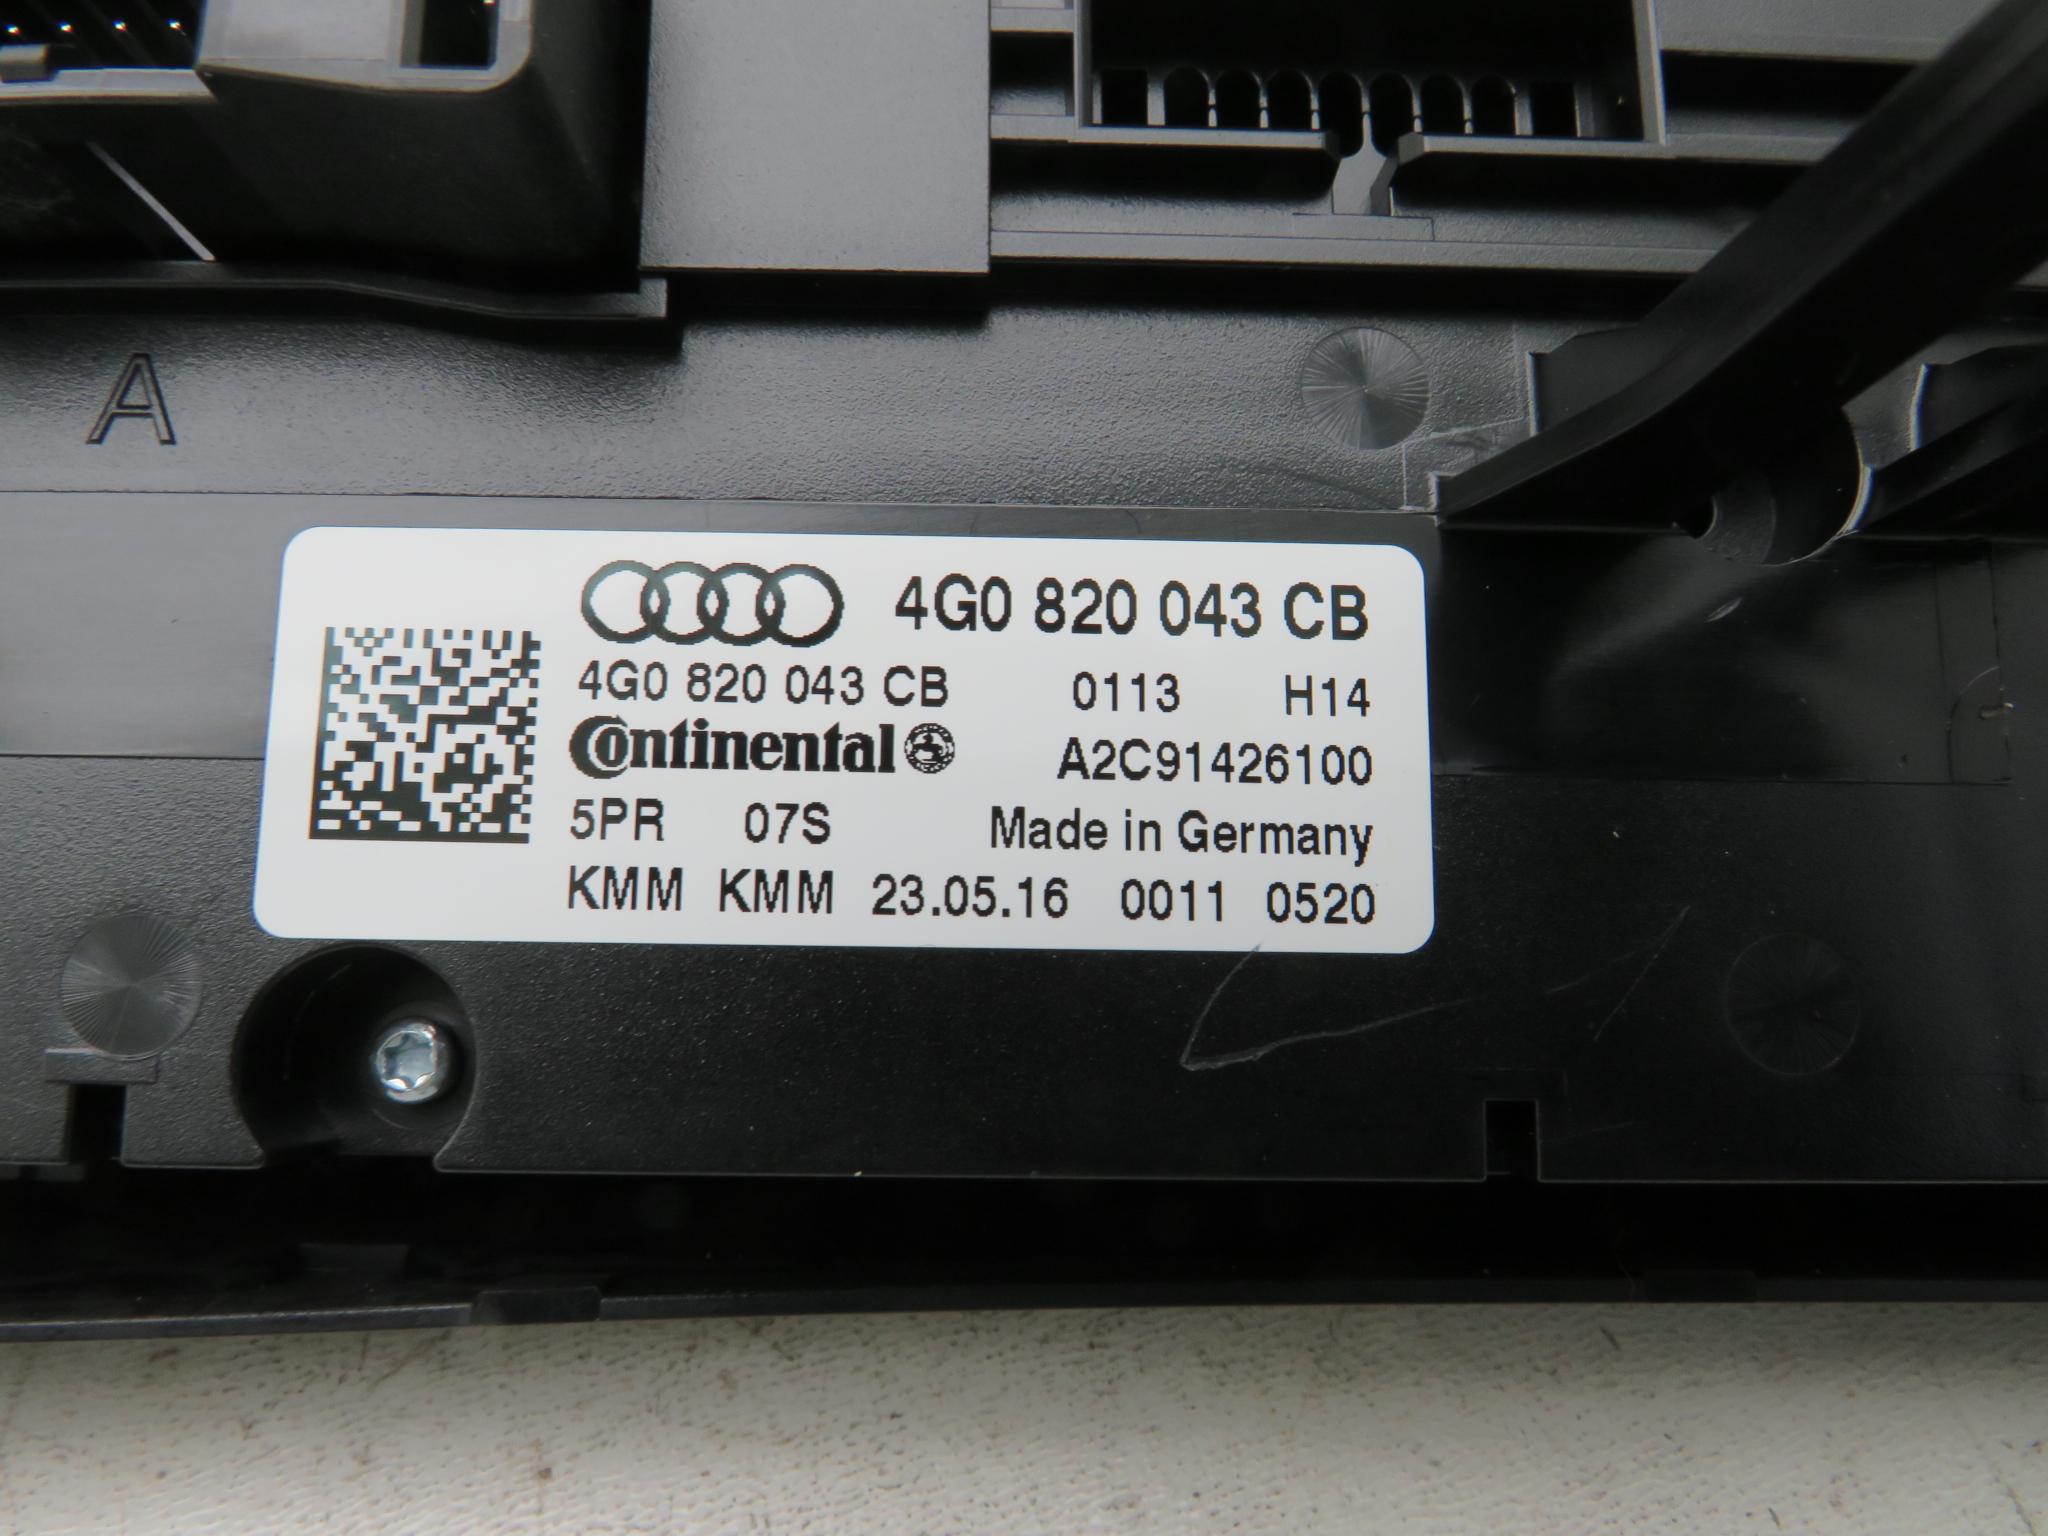 A
4G0 820 043 CB
4G0 820 043 CB 0113 H14
Continental A2C91426100
5PR 07S Made in Germany
KMM KMM 23.05.16 0011 0520